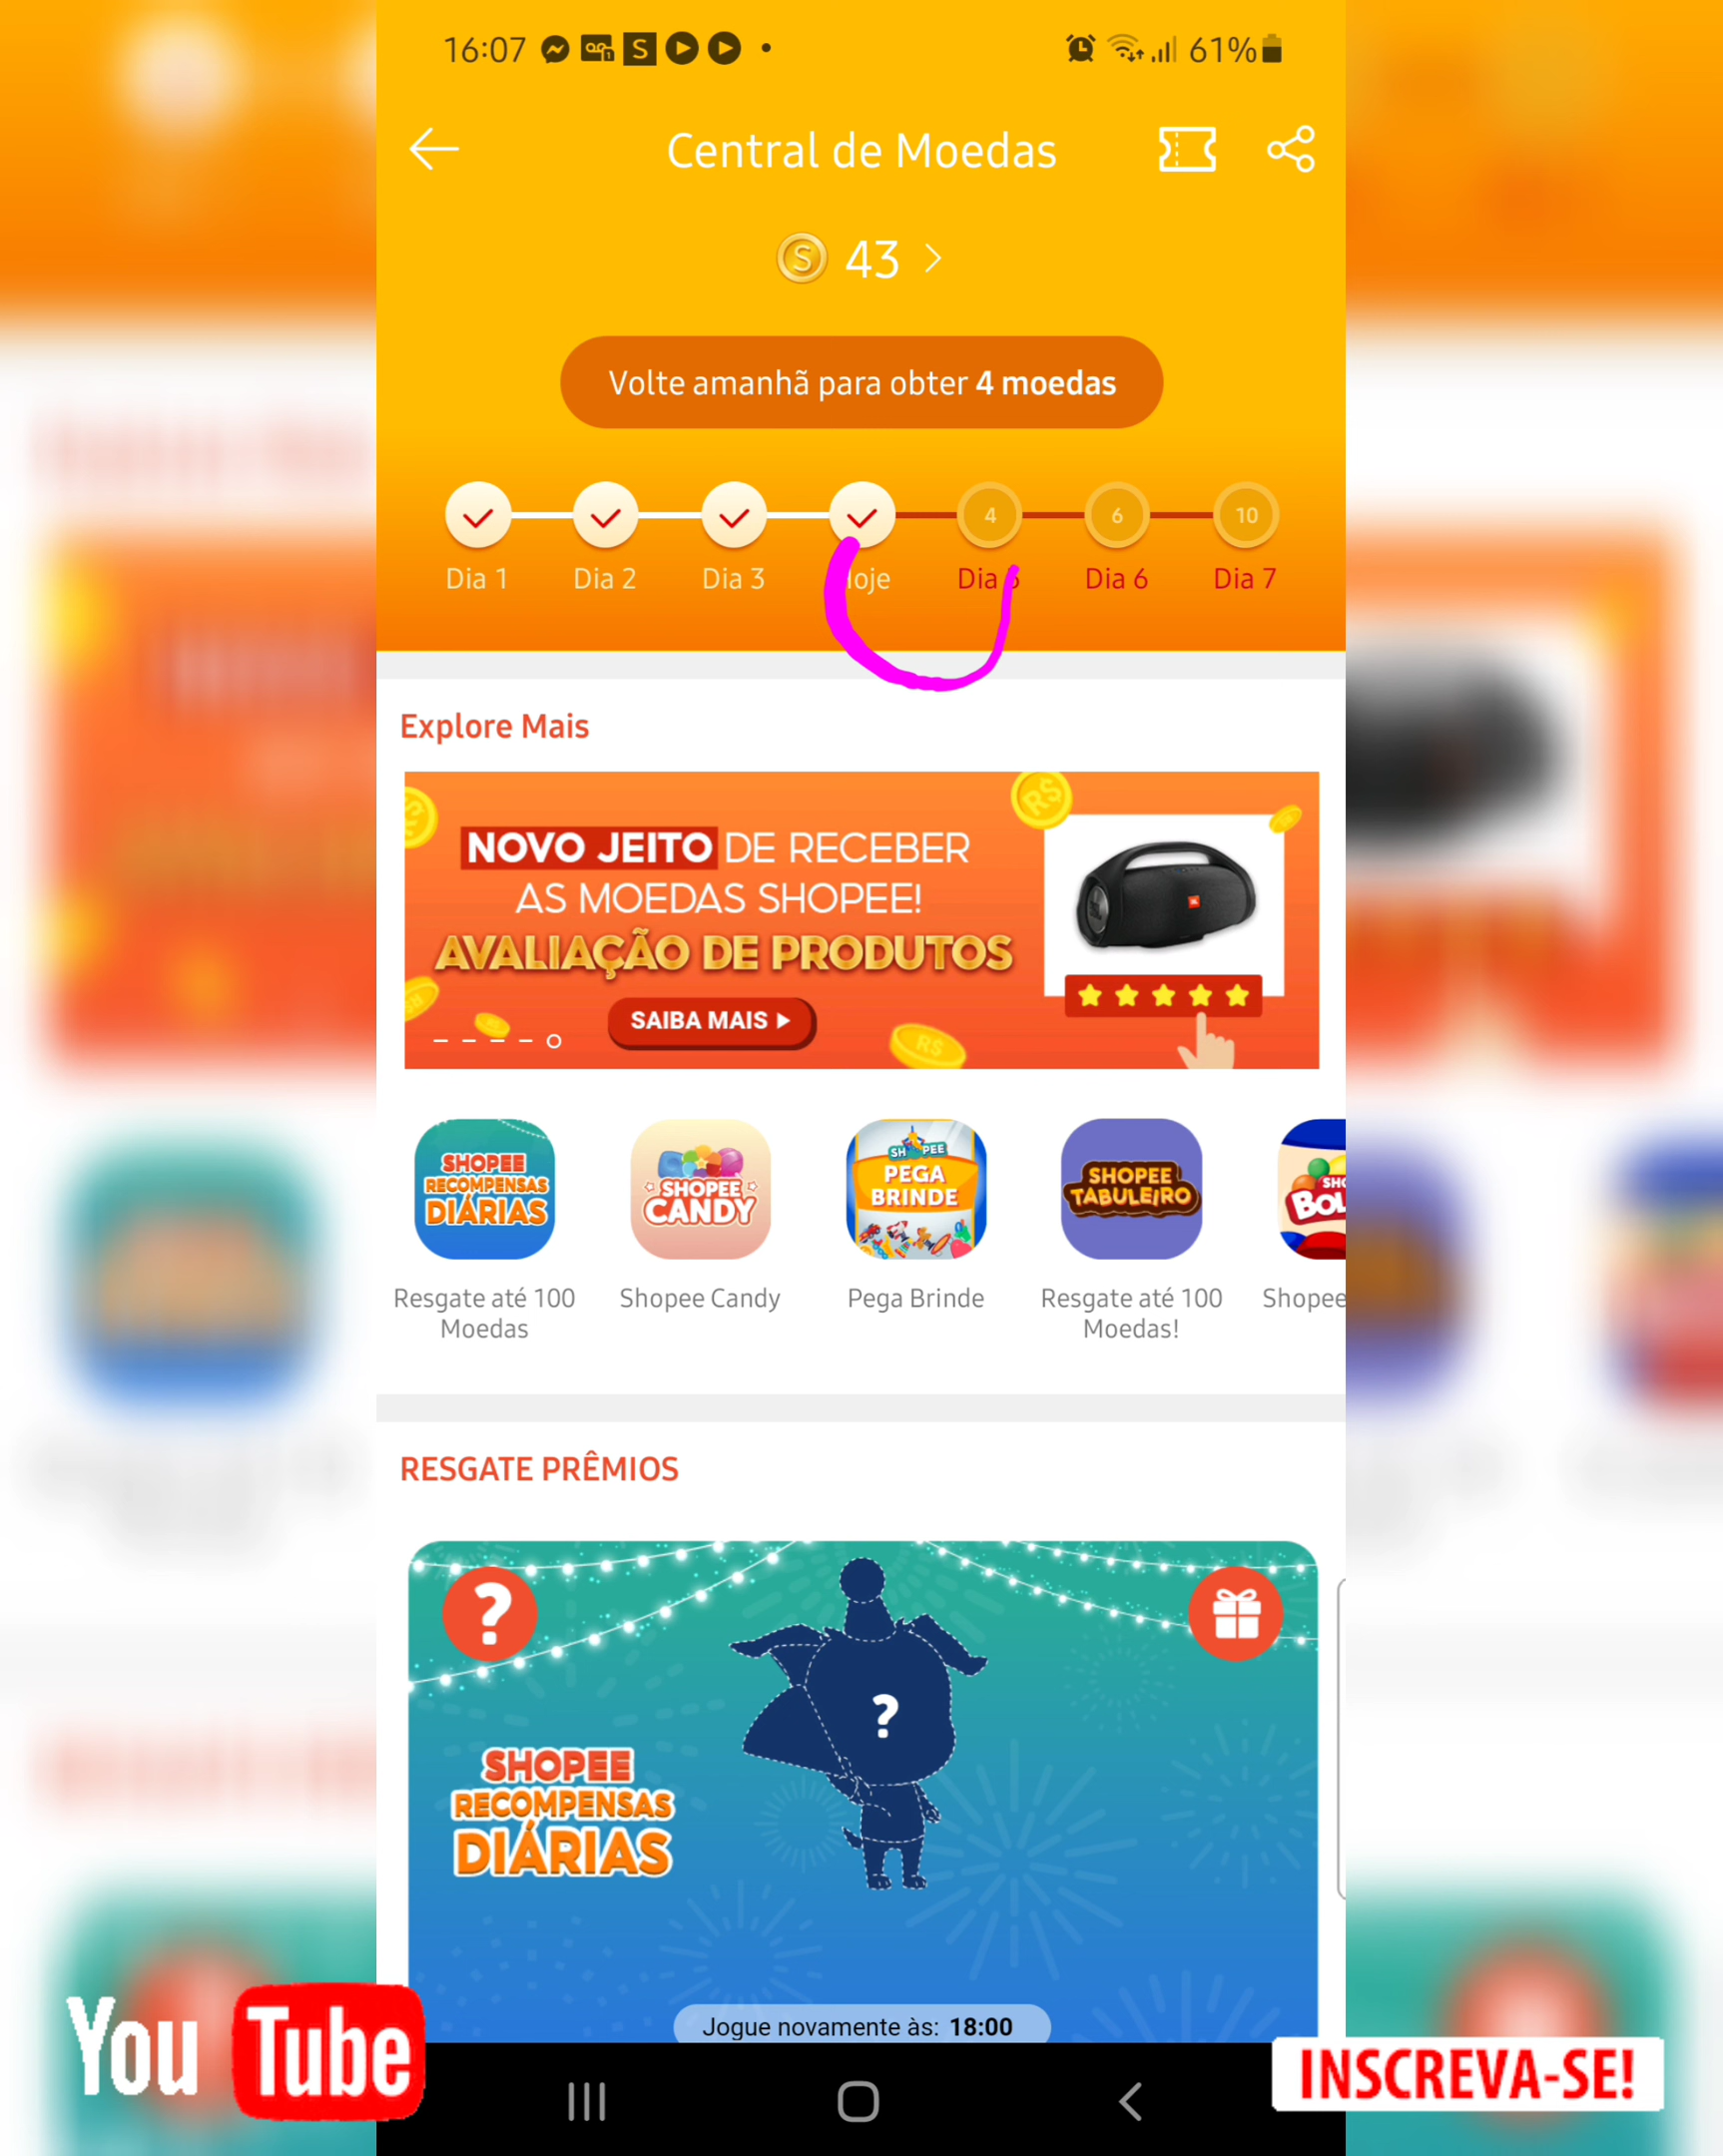 16:07
61%
Central de Moedas
S 43 >
Volte amanhã para obter 4 moedas
4 6 10
Dia 1 Dia 2 Dia 3 oje Dia 5 Dia 6 Dia 7
Explore Mais
NOVO JEITO DE RECEBER
AS MOEDAS SHOPEE!
AVALIAÇÃO DE PRODUTOS
SAIBA MAIS
R$
R$
SHOPEE
RECOMPENSAS
DIÁRIAS
SHOPEE
CANDY
SHOPEE
PEGA
BRINDE
SHOPEE
TABULEIRO
SHO
BOL
Resgate até 100
Moedas
Shopee Candy
Pega Brinde
Resgate até 100
Moedas!
Shopee
RESGATE PRÊMIOS
?
?
SHOPEE
RECOMPENSAS
DIÁRIAS
Jogue novamente às: 18:00
YouTube
INSCREVA-SE!